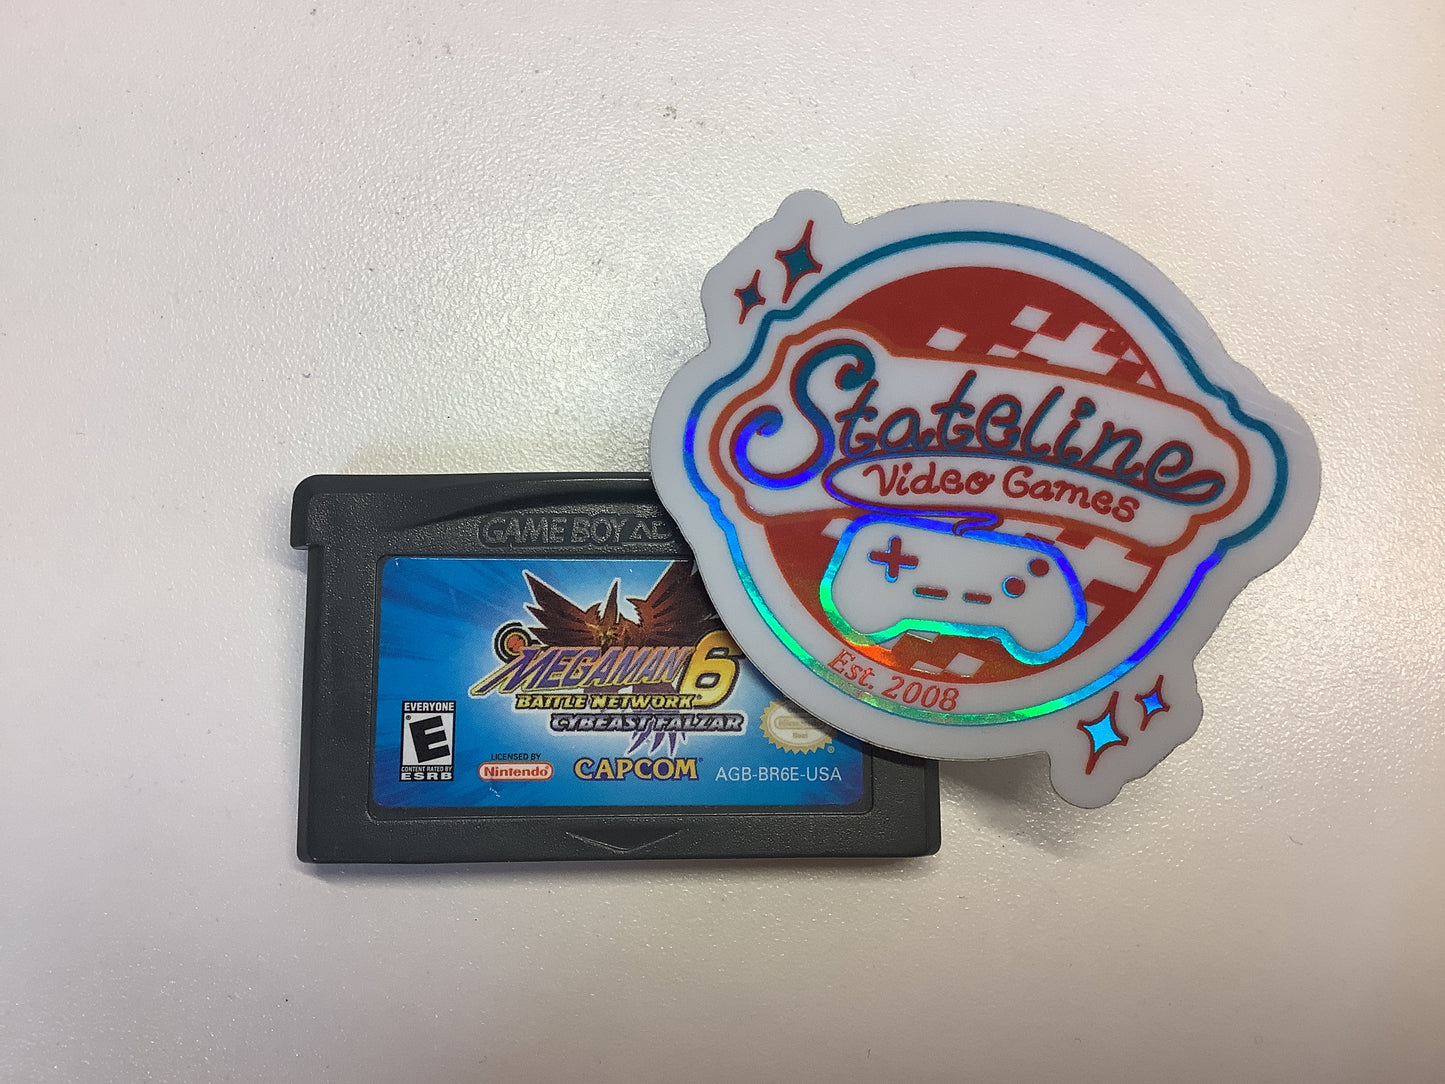 Stateline
Video Games
Est. 2008
GAME BOY AD
MEGAMAN 6
BATTLE NETWORK
CYBEAST FALZAR
EVERYONE
E
CONTENT RATED BY
ESRB
LICENSED BY
Nintendo
CAPCOM
AGB-BR6E-USA